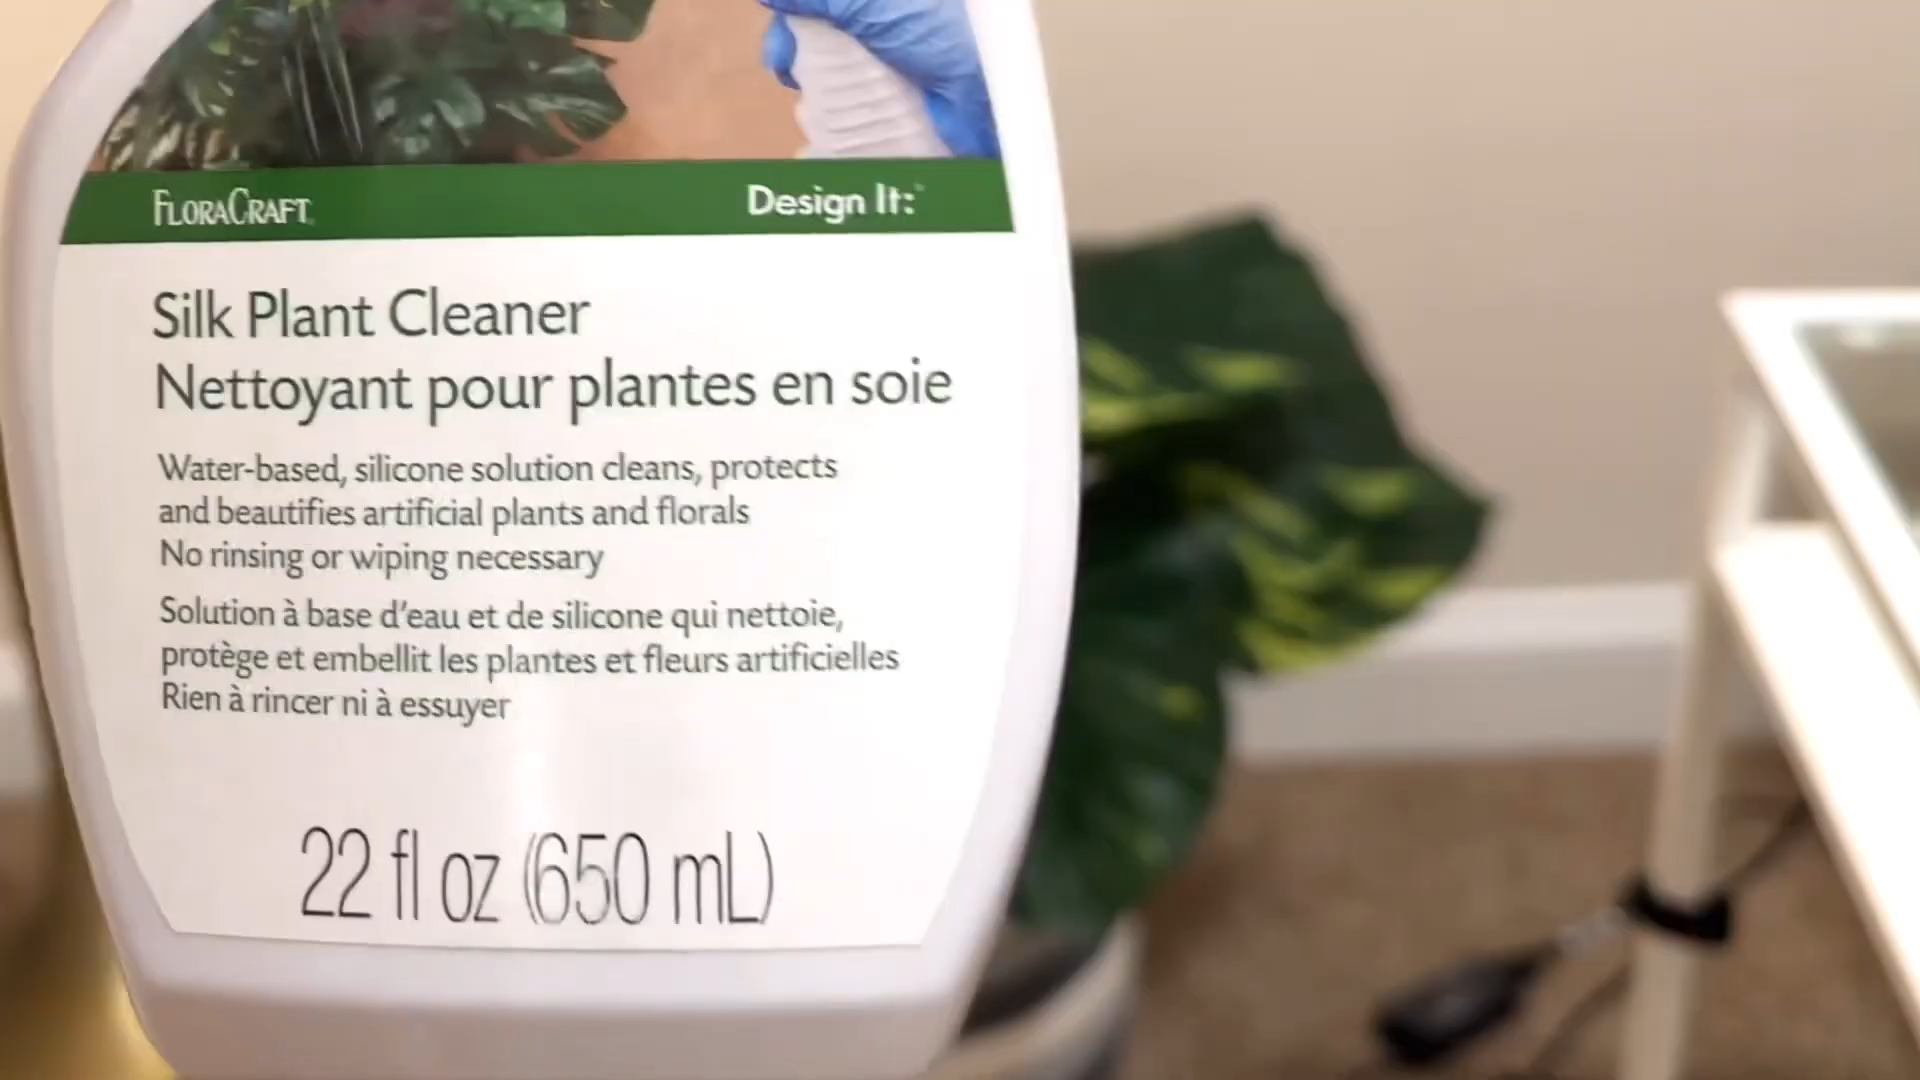 FLORACRAFT
Design It:
Silk Plant Cleaner
Nettoyant pour plantes en soie
Water-based, silicone solution cleans, protects
and beautifies artificial plants and florals
No rinsing or wiping necessary
Solution à base d'eau et de silicone qui nettoie,
protège et embellit les plantes et fleurs artificielles
Rien à rincer ni à essuyer
22 fl oz (650 mL)